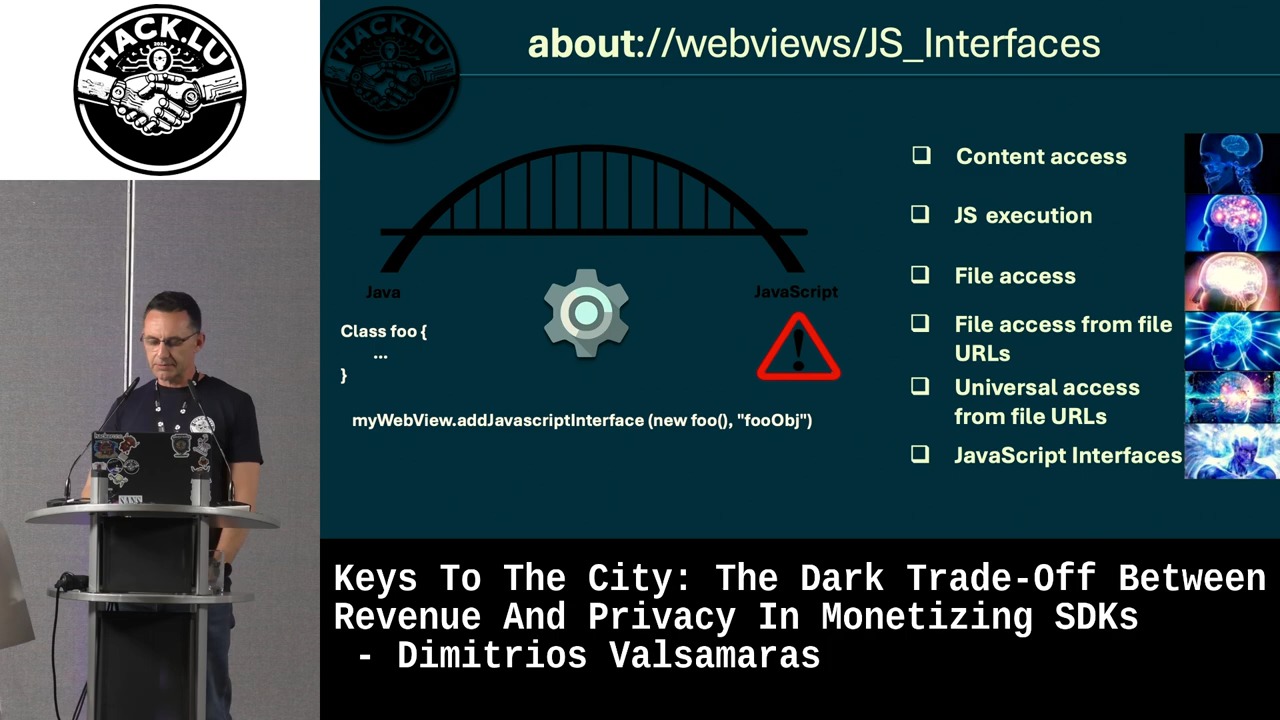 HACK.LU
2024
about://webviews/JS_Interfaces
Java
JavaScript
Class foo {
...
}
myWebView.addJavascriptInterface (new foo(), "fooObj")
❑ Content access
❑ JS execution
❑ File access
❑ File access from file
URLs
❑ Universal access
from file URLs
❑ JavaScript Interfaces
SANS
Keys To The City: The Dark Trade-Off Between
Revenue And Privacy In Monetizing SDKs
- Dimitrios Valsamaras